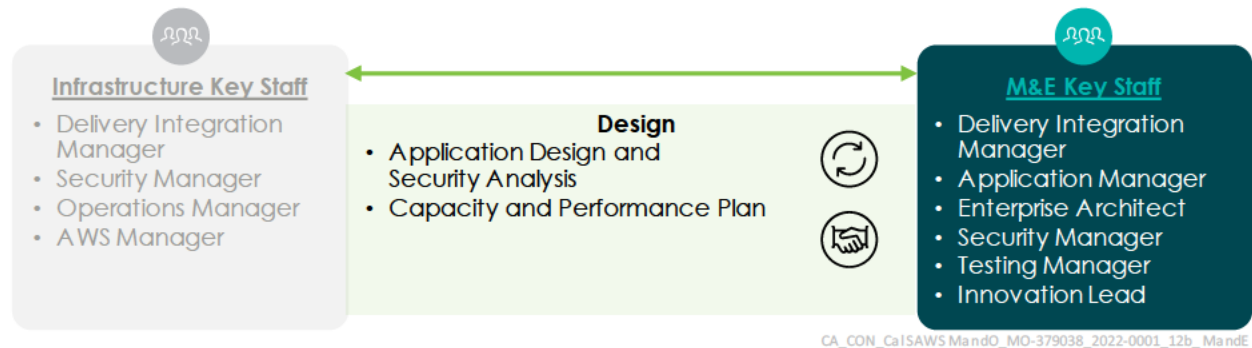 Infrastructure Key Staff
• Delivery Integration
Manager
• Security Manager
• Operations Manager
• AWS Manager
Design
• Application Design and
Security Analysis
• Capacity and Performance Plan
M&E Key Staff
• Delivery Integration
Manager
• Application Manager
• Enterprise Architect
• Security Manager
• Testing Manager
• Innovation Lead
CA_CON_CalSAWS MandO_MO-379038_2022-0001_12b_ MandE